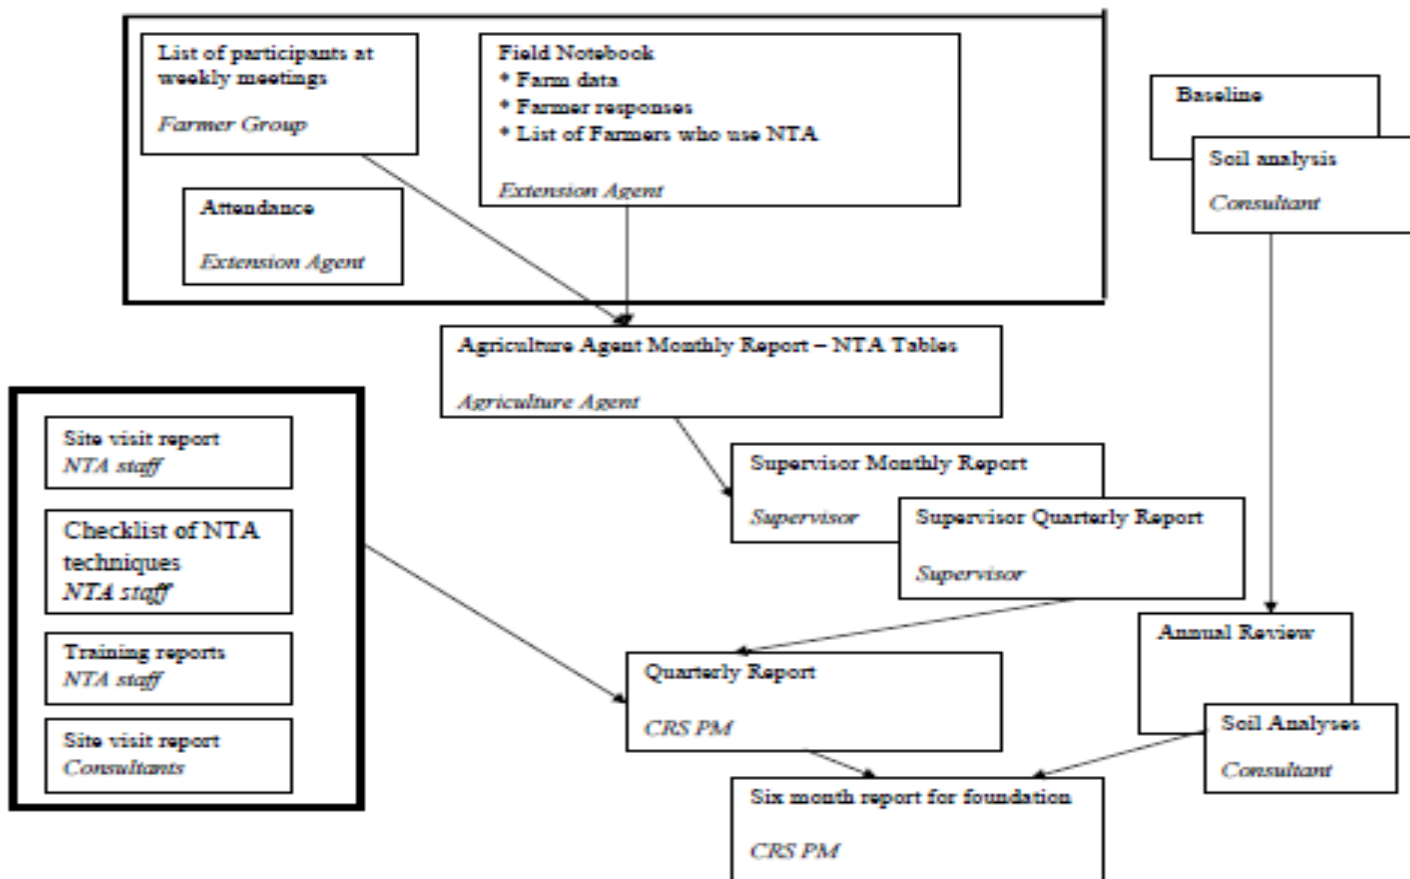 List of participants at
weekly meetings
Farmer Group
Field Notebook
* Farm data
* Farmer responses
* List of Farmers who use NTA
Extension Agent
Attendance
Extension Agent
Baseline
Soil analysis
Consultant
Agriculture Agent Monthly Report – NTA Tables
Agriculture Agent
Site visit report
NTA staff
Checklist of NTA
techniques
NTA staff
Training reports
NTA staff
Site visit report
Consultants
Supervisor Monthly Report
Supervisor
Supervisor Quarterly Report
Supervisor
Quarterly Report
CRS PM
Annual Review
Soil Analyses
Consultant
Six month report for foundation
CRS PM